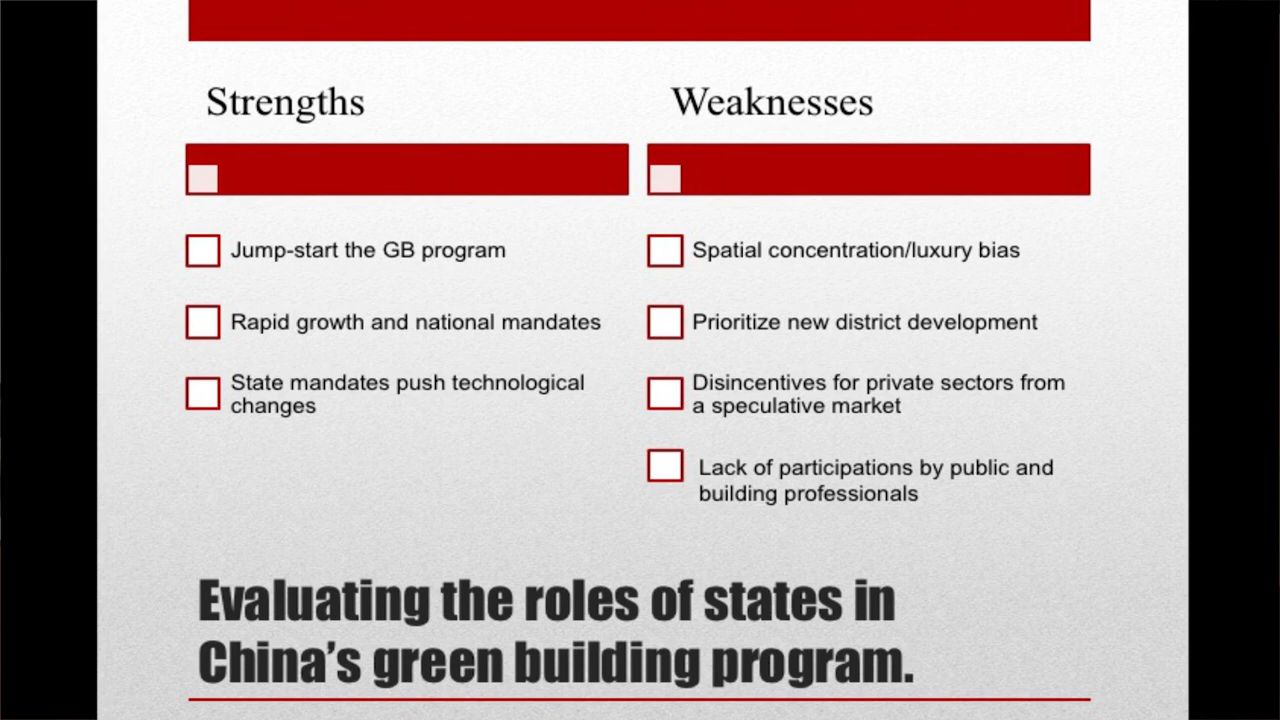 Strengths
Jump-start the GB program
Rapid growth and national mandates
State mandates push technological
changes
Weaknesses
Spatial concentration/luxury bias
Prioritize new district development
Disincentives for private sectors from
a speculative market
Lack of participations by public and
building professionals
Evaluating the roles of states in
China’s green building program.